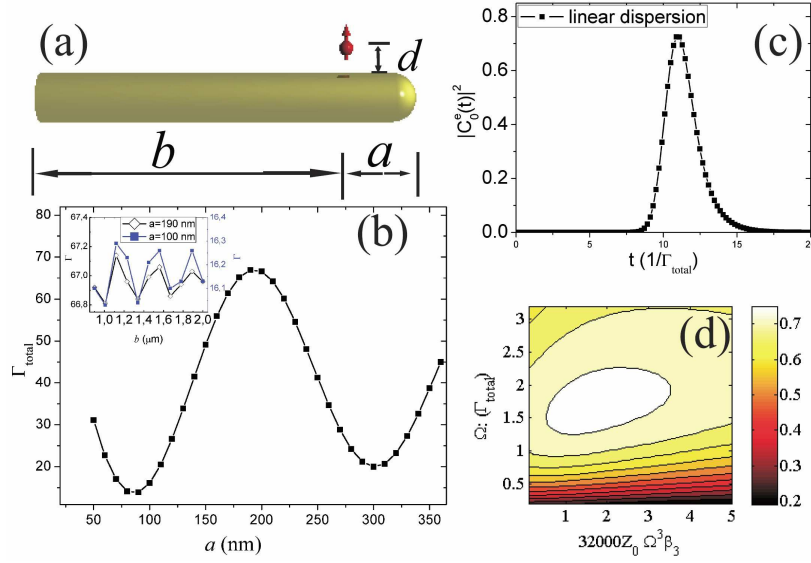 (a)
d
b
a
(b)
80
70
60
50
40
30
20
Γtotal
50 100 150 200 250 300 350
a (nm)
a=190 nm
a=100 nm
67,4
67,2
67,0
66,8
Γ
16,4
16,3
16,2
16,1
Γ
1,0 1,2 1,4 1,6 1,8 2,0
b (μm)
(c)
linear dispersion
0.8
0.6
0.4
0.2
0.0
|C₀ᵉ(t)|²
0 5 10 15 20
t (1/Γtotal)
(d)
3
2.5
2
1.5
1
0.5
Ω: (Γtotal)
1 2 3 4 5
32000Z₀ Ω³β₃
0.7
0.6
0.5
0.4
0.3
0.2